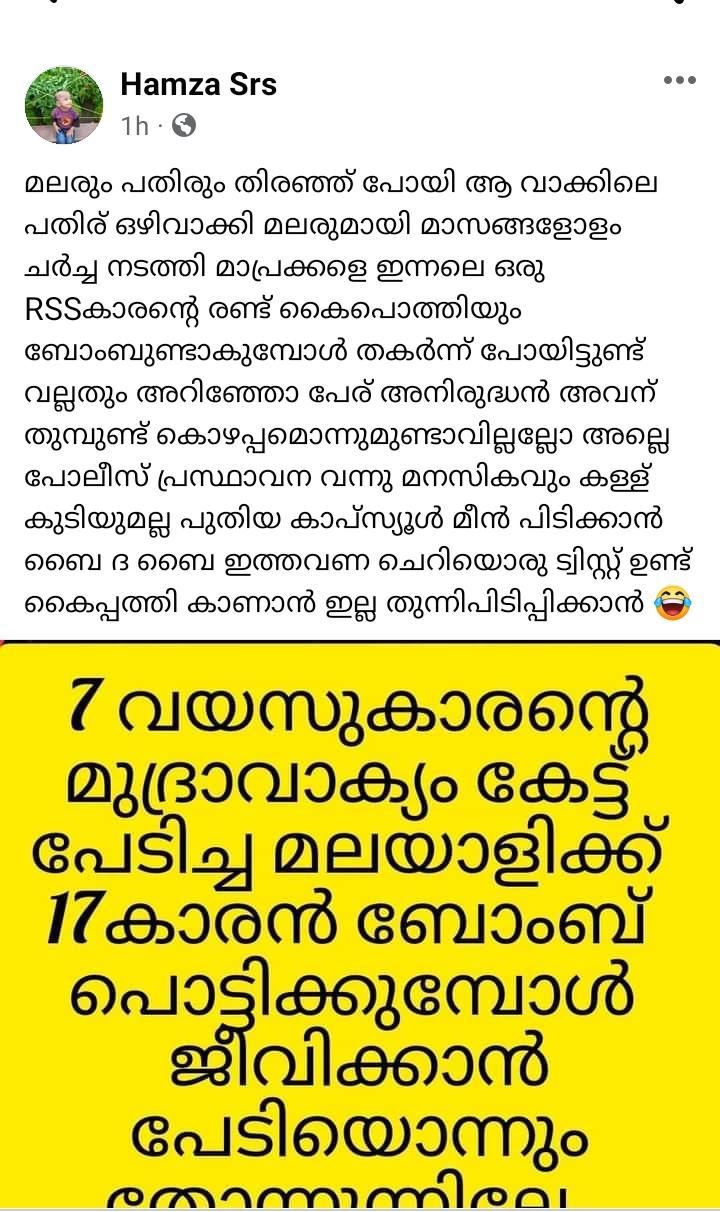 Hamza Srs
1h ·
മലരും പതിരും തിരഞ്ഞ് പോയി ആ വാക്കിലെ
പതിര് ഒഴിവാക്കി മലരുമായി മാസങ്ങളോളം
ചർച്ച നടത്തി മാപ്രക്കളെ ഇന്നലെ ഒരു
RSSകാരന്റെ രണ്ട് കൈപൊത്തിയും
ബോംബുണ്ടാകുമ്പോൾ തകർന്ന് പോയിട്ടുണ്ട്
വല്ലതും അറിഞ്ഞോ പേര് അനിരുദ്ധൻ അവന്
തുമ്പുണ്ട് കൊഴപ്പമൊന്നുമുണ്ടാവില്ലല്ലോ അല്ലെ
പോലീസ് പ്രസ്ഥാവന വന്നു മനസികവും കള്ള്
കുടിയുമല്ല പുതിയ കാപ്സ്യൂൾ മീൻ പിടിക്കാൻ
ബൈ ദ ബൈ ഇത്തവണ ചെറിയൊരു ട്വിസ്റ്റ് ഉണ്ട്
കൈപ്പത്തി കാണാൻ ഇല്ല തുന്നിപിടിപ്പിക്കാൻ 😂
7 വയസുകാരന്റെ
മുദ്രാവാക്യം കേട്ട്
പേടിച്ച മലയാളിക്ക്
17കാരൻ ബോംബ്
പൊട്ടിക്കുമ്പോൾ
ജീവിക്കാൻ
പേടിയൊന്നും
തോന്നുന്നില്ലേ